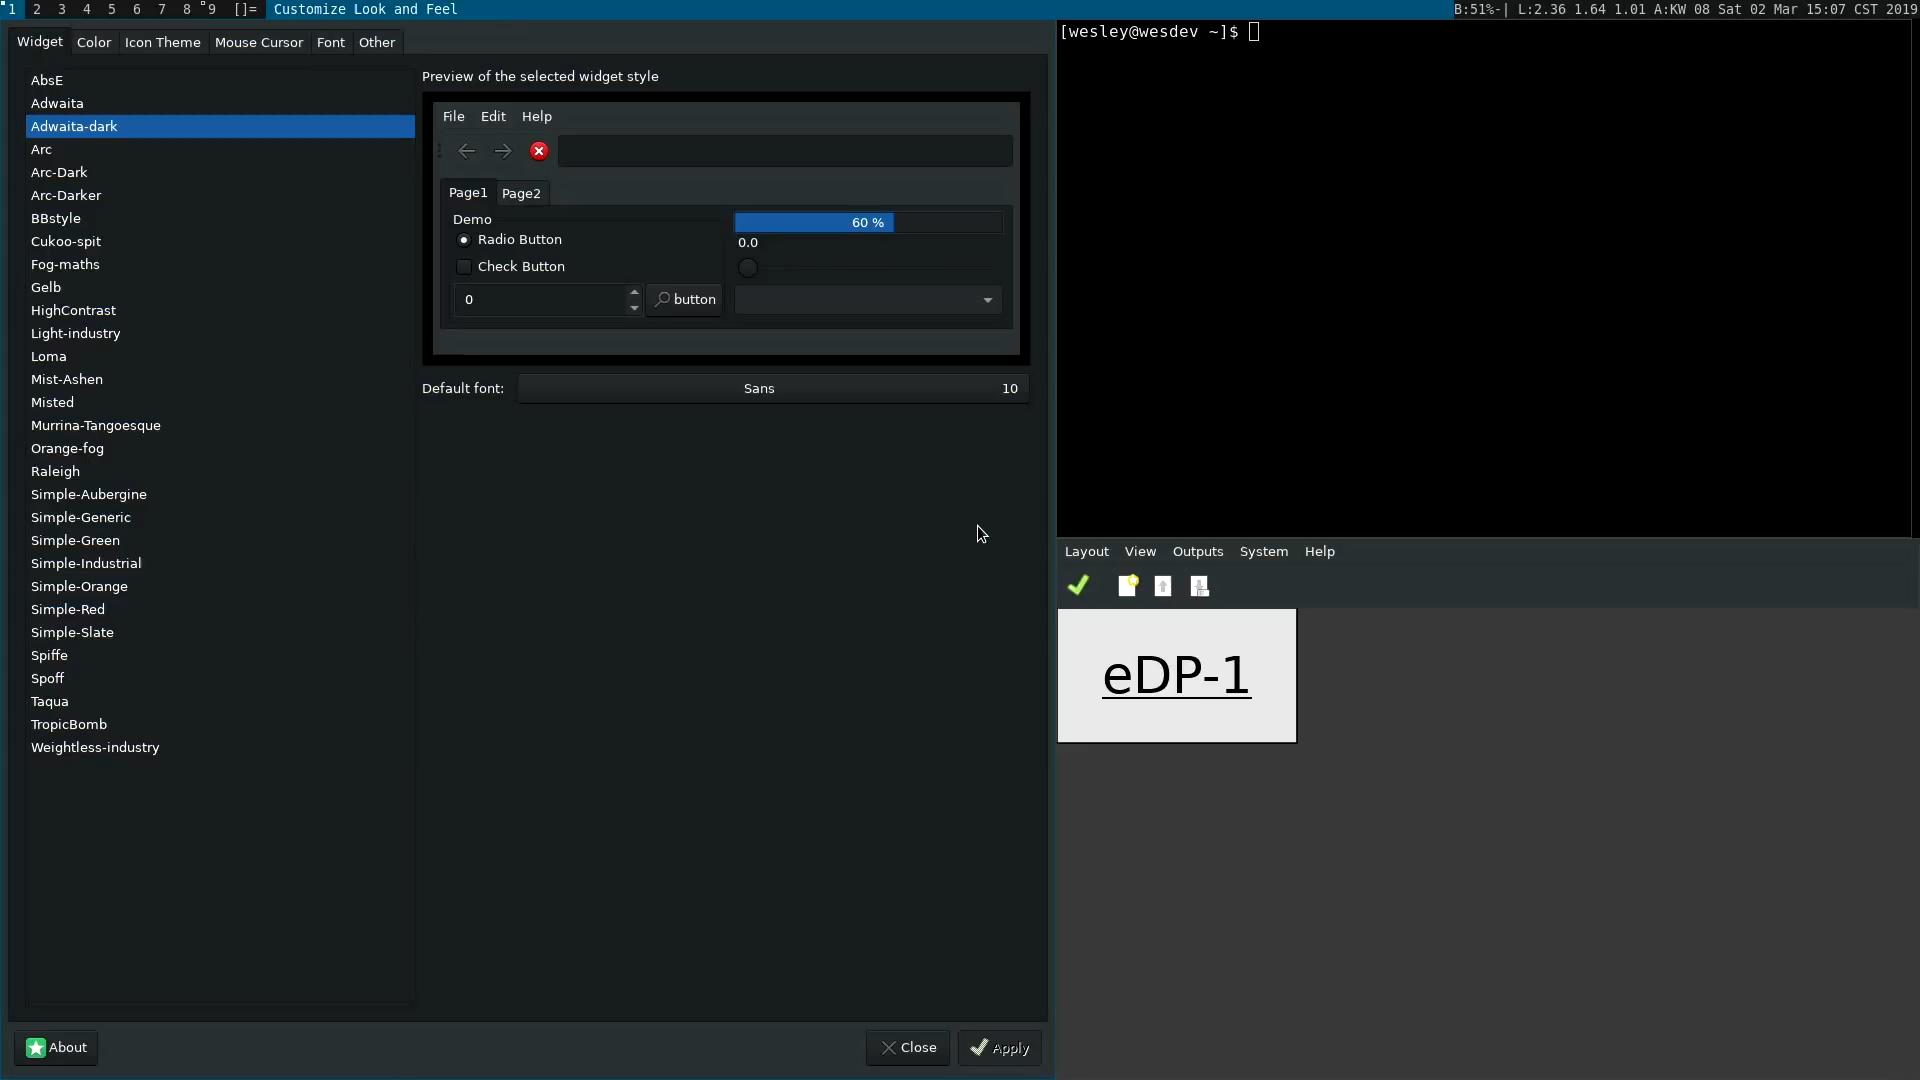 1 2 3 4 5 6 7 8 9 []= Customize Look and Feel B:51%-| L:2.36 1.64 1.01 A:KW 08 Sat 02 Mar 15:07 CST 2019
Widget Color Icon Theme Mouse Cursor Font Other
AbsE
Adwaita
Adwaita-dark
Arc
Arc-Dark
Arc-Darker
BBstyle
Cukoo-spit
Fog-maths
Gelb
HighContrast
Light-industry
Loma
Mist-Ashen
Misted
Murrina-Tangoesque
Orange-fog
Raleigh
Simple-Aubergine
Simple-Generic
Simple-Green
Simple-Industrial
Simple-Orange
Simple-Red
Simple-Slate
Spiffe
Spoff
Taqua
TropicBomb
Weightless-industry
Preview of the selected widget style
File Edit Help
Page1 Page2
Demo
Radio Button
Check Button
0
button
60 %
0.0
Default font: Sans 10
About
Close
Apply
[wesley@wesdev ~]$
Layout View Outputs System Help
eDP-1